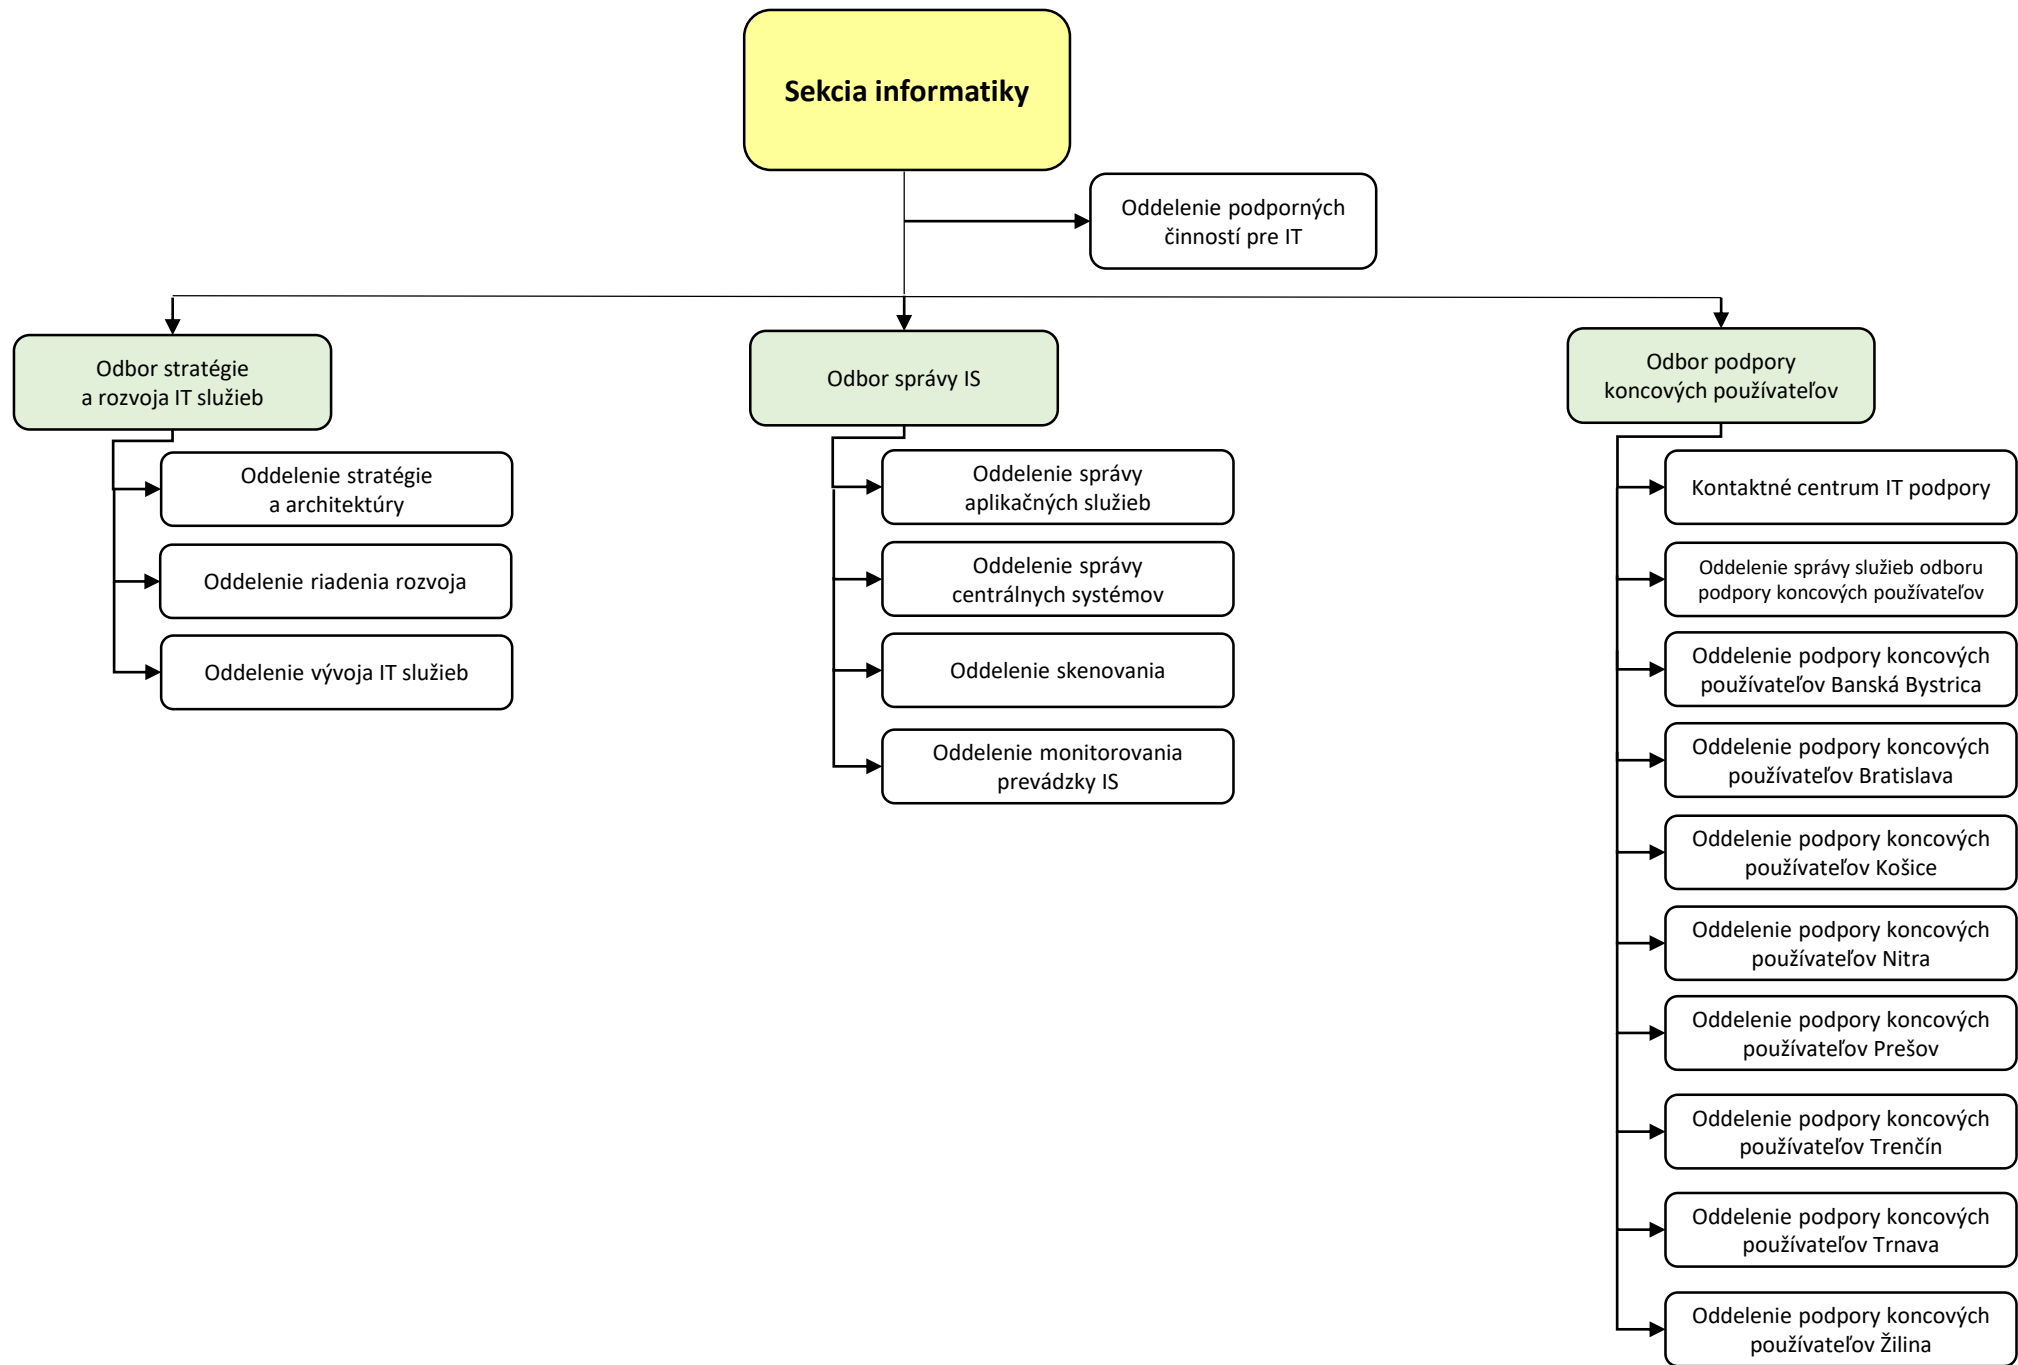 Sekcia informatiky
Oddelenie podporných
činností pre IT
Odbor stratégie
a rozvoja IT služieb
Oddelenie stratégie
a architektúry
Oddelenie riadenia rozvoja
Oddelenie vývoja IT služieb
Odbor správy IS
Oddelenie správy
aplikačných služieb
Oddelenie správy
centrálnych systémov
Oddelenie skenovania
Oddelenie monitorovania
prevádzky IS
Odbor podpory
koncových používateľov
Kontaktné centrum IT podpory
Oddelenie správy služieb odboru
podpory koncových používateľov
Oddelenie podpory koncových
používateľov Banská Bystrica
Oddelenie podpory koncových
používateľov Bratislava
Oddelenie podpory koncových
používateľov Košice
Oddelenie podpory koncových
používateľov Nitra
Oddelenie podpory koncových
používateľov Prešov
Oddelenie podpory koncových
používateľov Trenčín
Oddelenie podpory koncových
používateľov Trnava
Oddelenie podpory koncových
používateľov Žilina